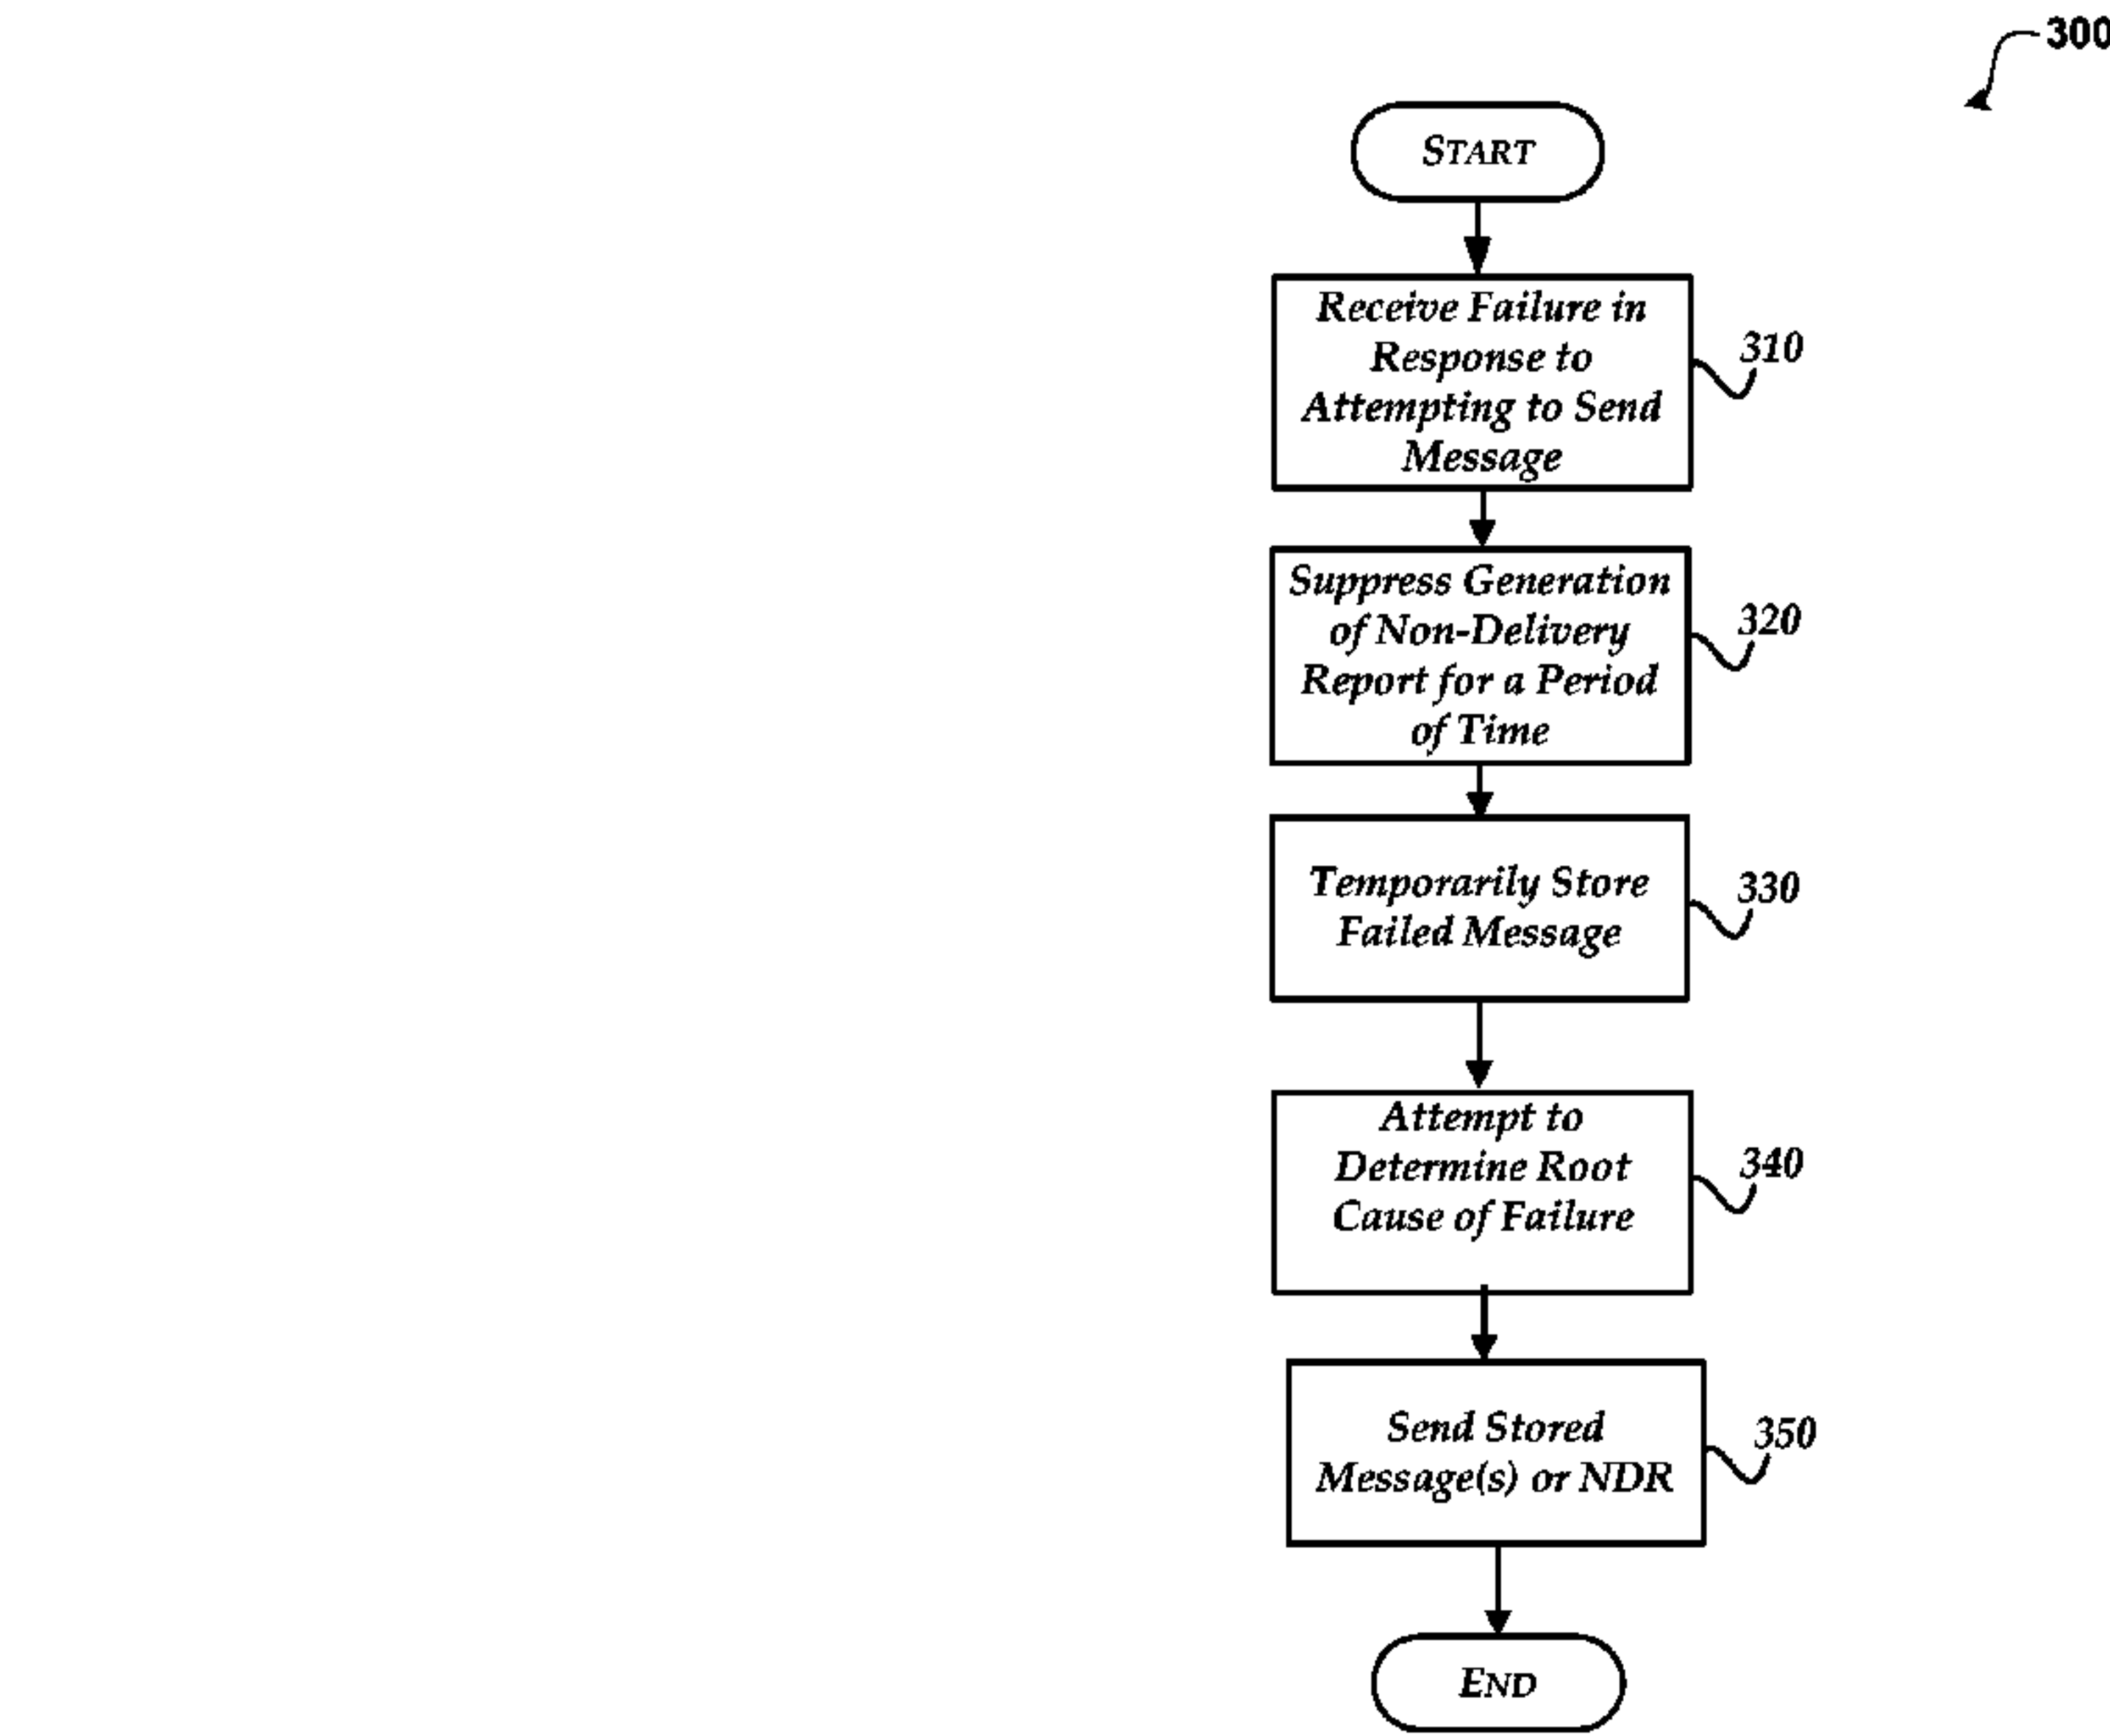 300
START
Receive Failure in
Response to
Attempting to Send
Message
310
Suppress Generation
of Non-Delivery
Report for a Period
of Time
320
Temporarily Store
Failed Message
330
Attempt to
Determine Root
Cause of Failure
340
Send Stored
Message(s) or NDR
350
END